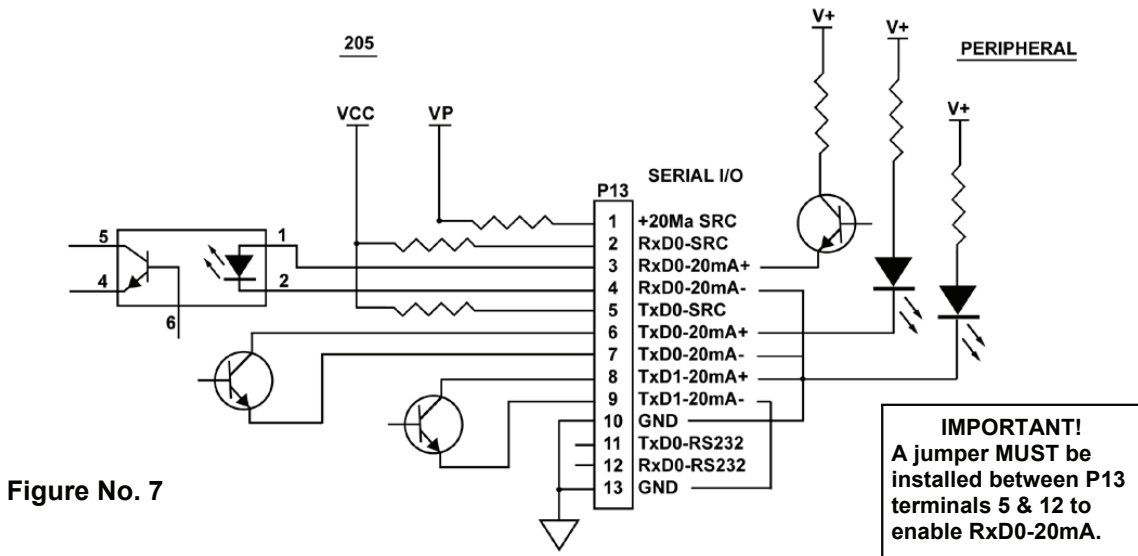 205
PERIPHERAL
V+
V+
V+
VCC
VP
SERIAL I/O
P13
1 +20Ma SRC
2 RxD0-SRC
3 RxD0-20mA+
4 RxD0-20mA-
5 TxD0-SRC
6 TxD0-20mA+
7 TxD0-20mA-
8 TxD1-20mA+
9 TxD1-20mA-
10 GND
11 TxD0-RS232
12 RxD0-RS232
13 GND
5
4
6
1
2
IMPORTANT!
A jumper MUST be
installed between P13
terminals 5 & 12 to
enable RxD0-20mA.
Figure No. 7